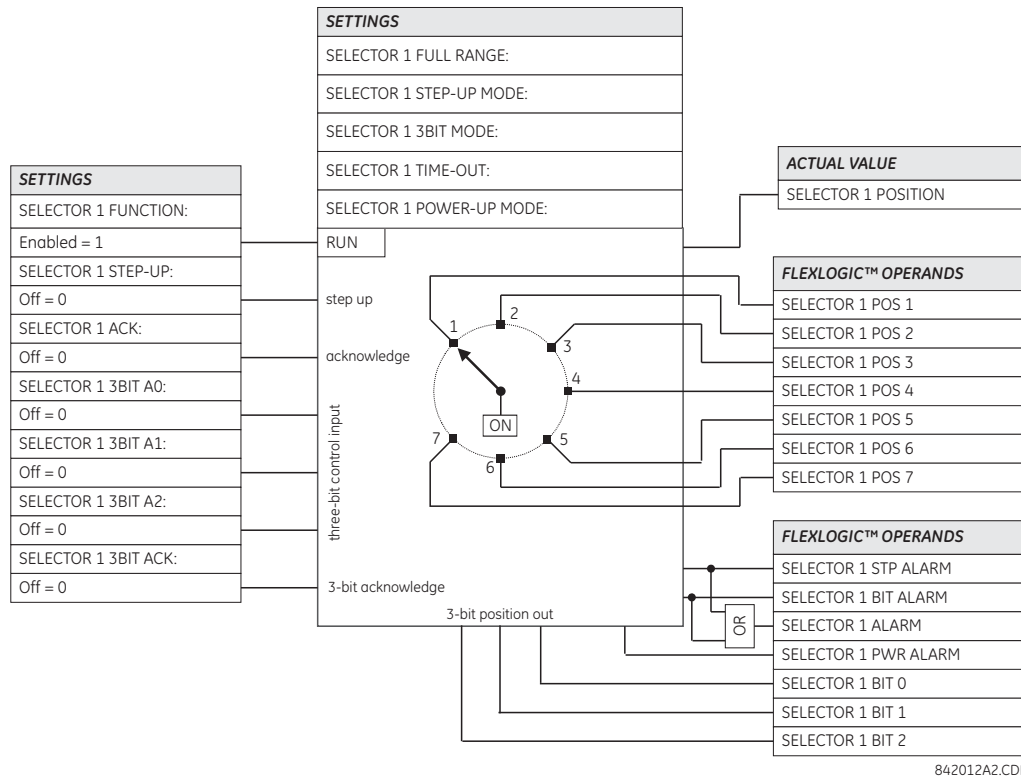 SETTINGS
SELECTOR 1 FULL RANGE:
SELECTOR 1 STEP-UP MODE:
SELECTOR 1 3BIT MODE:
SELECTOR 1 TIME-OUT:
SELECTOR 1 POWER-UP MODE:
SETTINGS
SELECTOR 1 FUNCTION:
Enabled = 1
SELECTOR 1 STEP-UP:
Off = 0
SELECTOR 1 ACK:
Off = 0
SELECTOR 1 3BIT A0:
Off = 0
SELECTOR 1 3BIT A1:
Off = 0
SELECTOR 1 3BIT A2:
Off = 0
SELECTOR 1 3BIT ACK:
Off = 0
RUN
step up
acknowledge
three-bit control input
3-bit acknowledge
3-bit position out
1
2
3
4
5
6
7
ON
ACTUAL VALUE
SELECTOR 1 POSITION
FLEXLOGIC™ OPERANDS
SELECTOR 1 POS 1
SELECTOR 1 POS 2
SELECTOR 1 POS 3
SELECTOR 1 POS 4
SELECTOR 1 POS 5
SELECTOR 1 POS 6
SELECTOR 1 POS 7
FLEXLOGIC™ OPERANDS
SELECTOR 1 STP ALARM
SELECTOR 1 BIT ALARM
OR
SELECTOR 1 ALARM
SELECTOR 1 PWR ALARM
SELECTOR 1 BIT 0
SELECTOR 1 BIT 1
SELECTOR 1 BIT 2